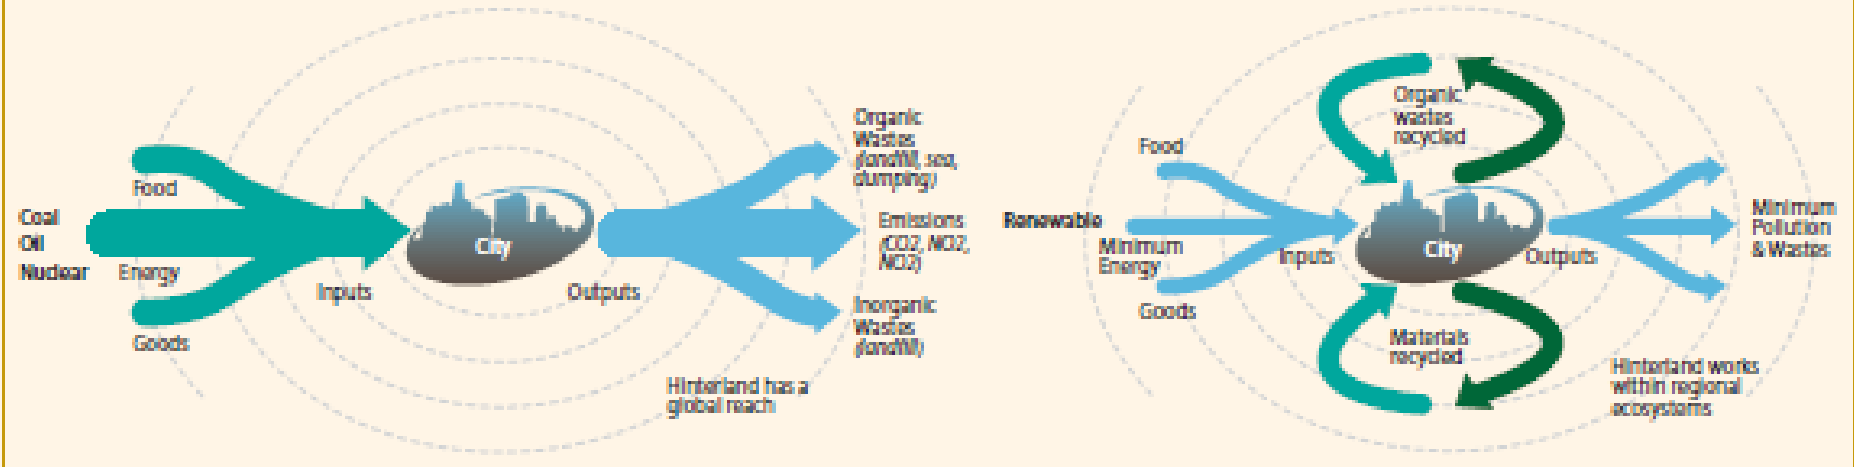 Food
Coal
Oil
Nuclear
Energy
Goods
Inputs
City
Outputs
Organic
Wastes
(landfill, sea,
dumping)
Emissions
(CO2, NO2,
NO2)
Inorganic
Wastes
(landfill)
Hinterland has a
global reach
Food
Renewable
Minimum
Energy
Goods
Inputs
Organic
wastes
recycled
City
Outputs
Materials
recycled
Minimum
Pollution
& Wastes
Hinterland works
within regional
ecosystems